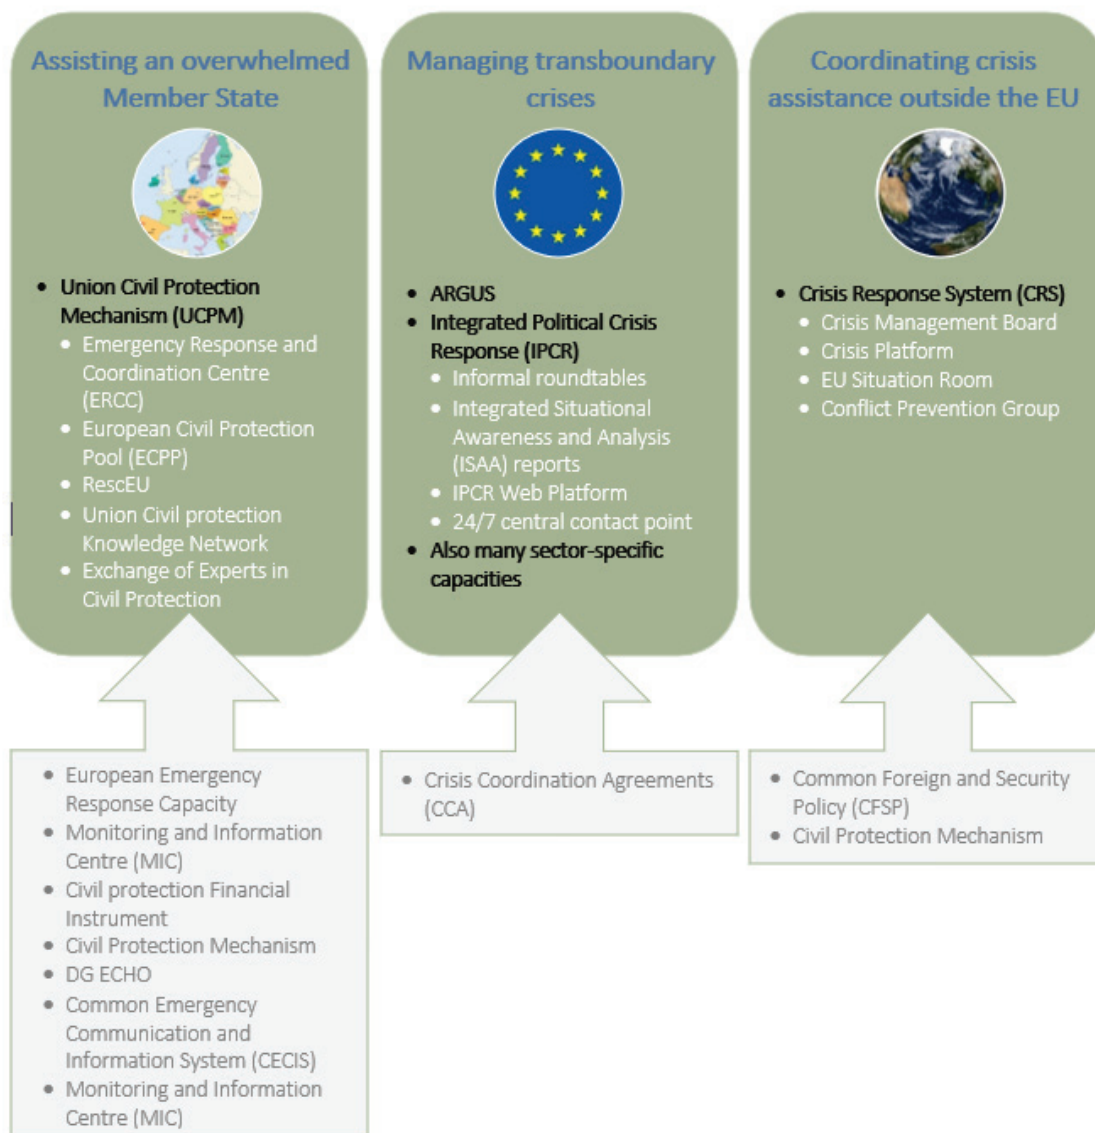 Assisting an overwhelmed
Member State
• Union Civil Protection
Mechanism (UCPM)
• Emergency Response and
Coordination Centre
(ERCC)
• European Civil Protection
Pool (ECPP)
• RescEU
• Union Civil protection
Knowledge Network
• Exchange of Experts in
Civil Protection
• European Emergency
Response Capacity
• Monitoring and Information
Centre (MIC)
• Civil protection Financial
Instrument
• Civil Protection Mechanism
• DG ECHO
• Common Emergency
Communication and
Information System (CECIS)
• Monitoring and Information
Centre (MIC)
Managing transboundary
crises
• ARGUS
• Integrated Political Crisis
Response (IPCR)
• Informal roundtables
• Integrated Situational
Awareness and Analysis
(ISAA) reports
• IPCR Web Platform
• 24/7 central contact point
• Also many sector-specific
capacities
• Crisis Coordination Agreements
(CCA)
Coordinating crisis
assistance outside the EU
• Crisis Response System (CRS)
• Crisis Management Board
• Crisis Platform
• EU Situation Room
• Conflict Prevention Group
• Common Foreign and Security
Policy (CFSP)
• Civil Protection Mechanism